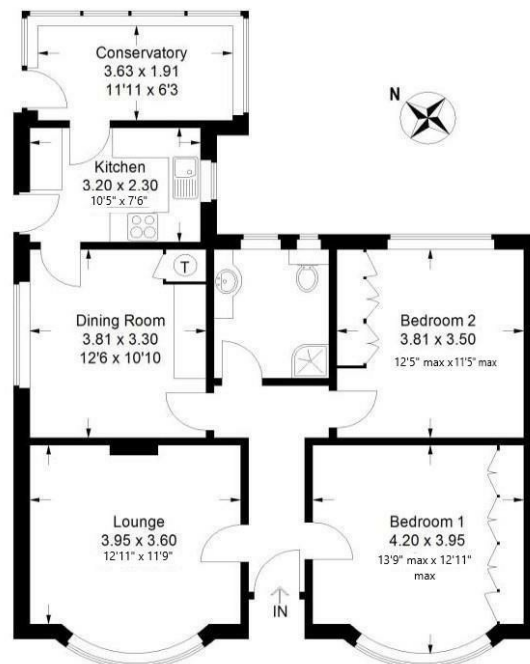 Conservatory
3.63 x 1.91
11'11 x 6'3
N
Kitchen
3.20 x 2.30
10'5" x 7'6"
T
Dining Room
3.81 x 3.30
12'6 x 10'10
Bedroom 2
3.81 x 3.50
12'5" max x 11'5" max
Lounge
3.95 x 3.60
12'11" x 11'9"
Bedroom 1
4.20 x 3.95
13'9" max x 12'11"
max
IN